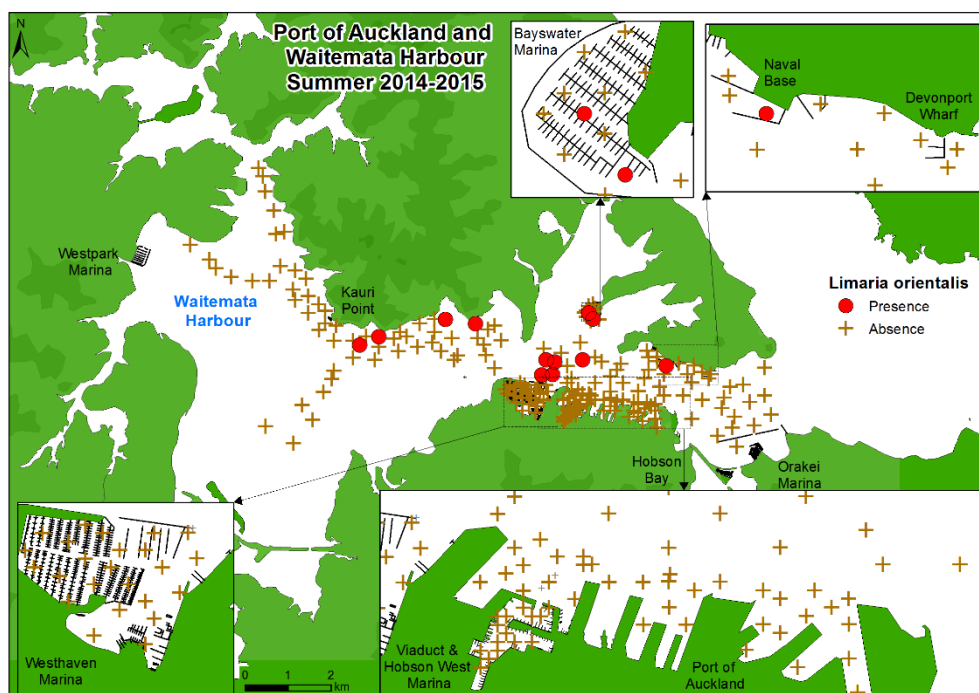 N
Port of Auckland and
Waitemata Harbour
Summer 2014-2015
Bayswater
Marina
Naval
Base
Devonport
Wharf
Westpark
Marina
Waitemata
Harbour
Kauri
Point
Limaria orientalis
Presence
Absence
Hobson
Bay
Orakei
Marina
Westhaven
Marina
0 1 2
km
Viaduct &
Hobson West
Marina
Port of
Auckland